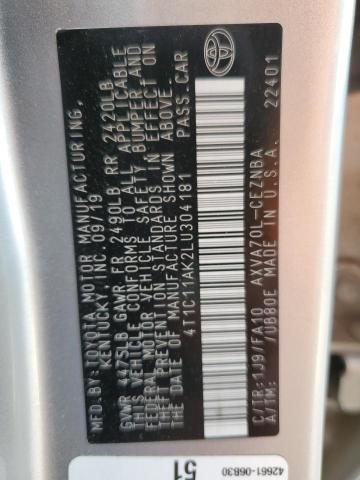 MFD.BY:TOYOTA MOTOR MANUFACTURING,
KENTUCKY, INC. 09/19
GVWR 4475LB GAWR FR 2490LB RR 2420LB
THIS VEHICLE CONFORMS TO ALL APPLICABLE
FEDERAL MOTOR VEHICLE SAFETY BUMPER AND
THEFT PREVENTION STANDARDS IN EFFECT ON
THE DATE OF MANUFACTURE SHOWN ABOVE.
4T1C11AK2LU304181 PASS.CAR
TOYOTA
C/TR:1J9/FA10 AXVA70L-CEZNBA
A/TM: /UB80E MADE IN U.S.A. 22401
42661-06B30
51